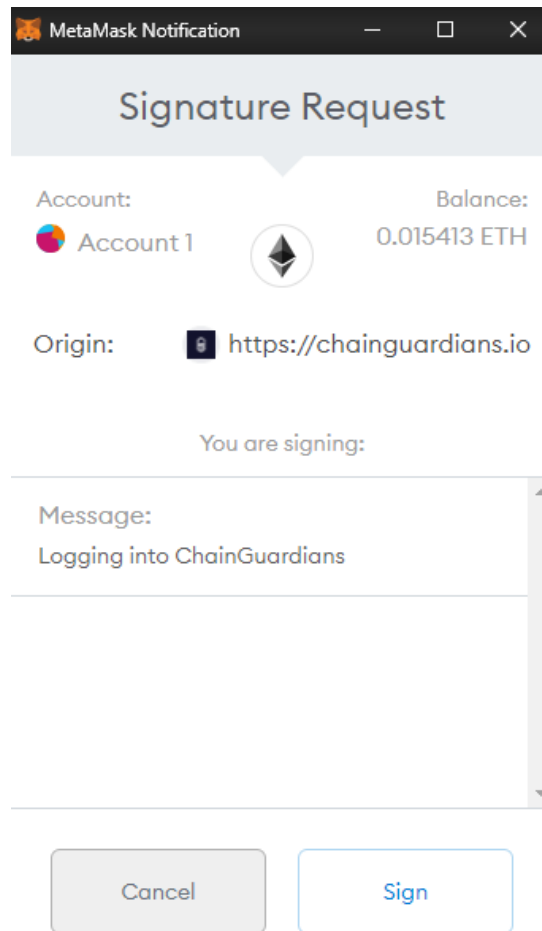 MetaMask Notification
Signature Request
Account:
Balance:
Account 1
0.015413 ETH
Origin:
https://chainguardians.io
You are signing:
Message:
Logging into ChainGuardians
Cancel
Sign